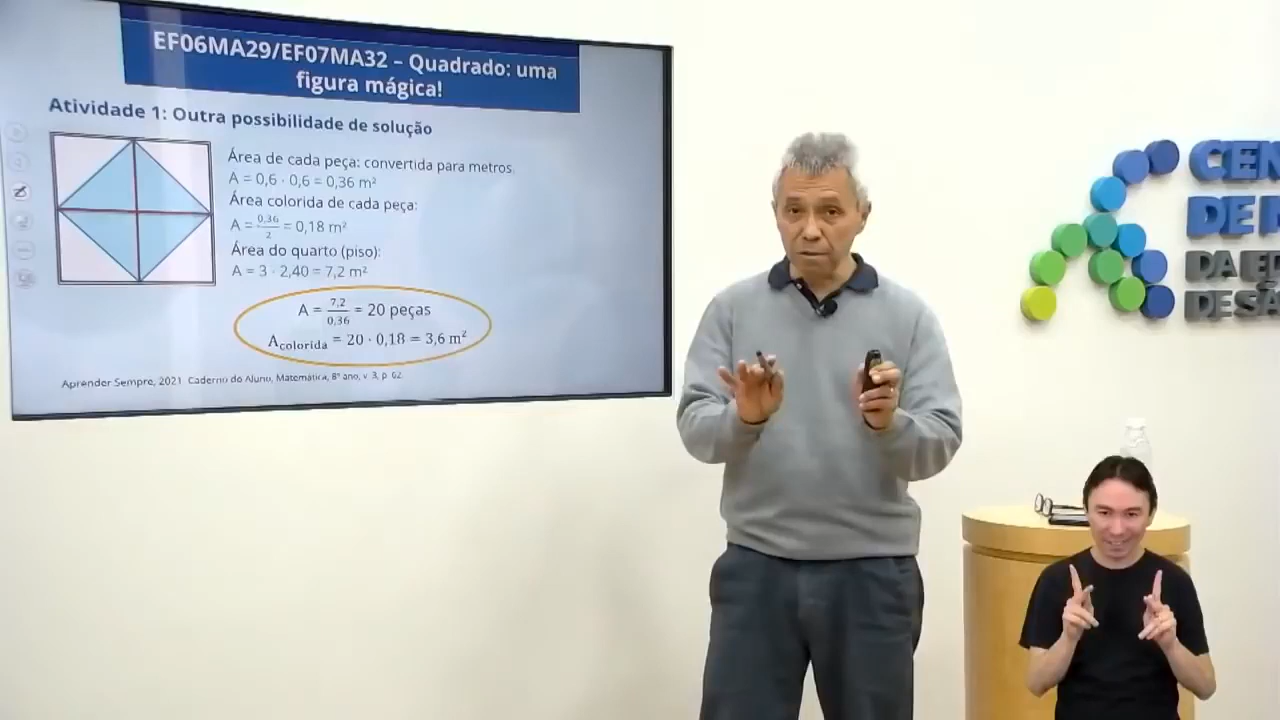 EF06MA29/EF07MA32 – Quadrado: uma
figura mágica!
Atividade 1: Outra possibilidade de solução
Área de cada peça: convertida para metros.
A = 0,6 · 0,6 = 0,36 m²
Área colorida de cada peça:
A = 0,36/2 = 0,18 m²
Área do quarto (piso):
A = 3 · 2,40 = 7,2 m²
A = 7,2/0,36 = 20 peças
A colorida = 20 · 0,18 = 3,6 m²
Aprender Sempre, 2021 Caderno do Aluno, Matemática, 8º ano, v. 3, p. 62
CEN
DE
DA ED
DE SÃ